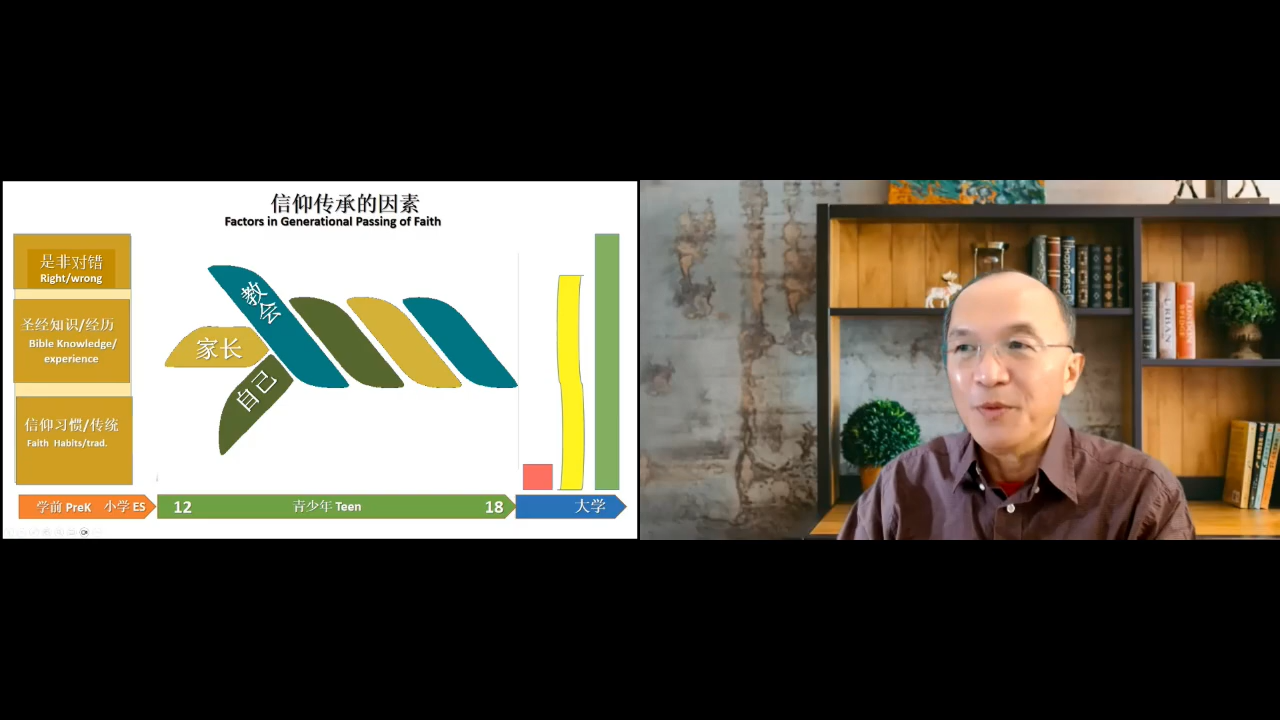 信仰传承的因素
Factors in Generational Passing of Faith
是非对错
Right/wrong
圣经知识/经历
Bible Knowledge/
experience
信仰习惯/传统
Faith Habits/trad.
教会
家长
自己
学前 PreK 小学 ES
12
青少年 Teen
18
大学